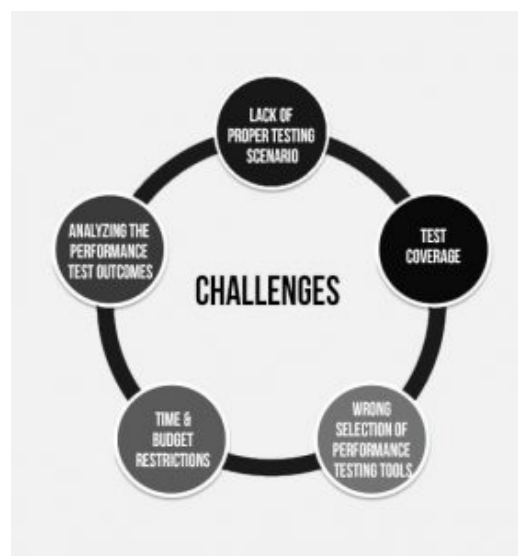 LACK OF
PROPER TESTING
SCENARIO
TEST
COVERAGE
WRONG
SELECTION OF
PERFORMANCE
TESTING TOOLS
TIME &
BUDGET
RESTRICTIONS
ANALYZING THE
PERFORMANCE
TEST OUTCOMES
CHALLENGES